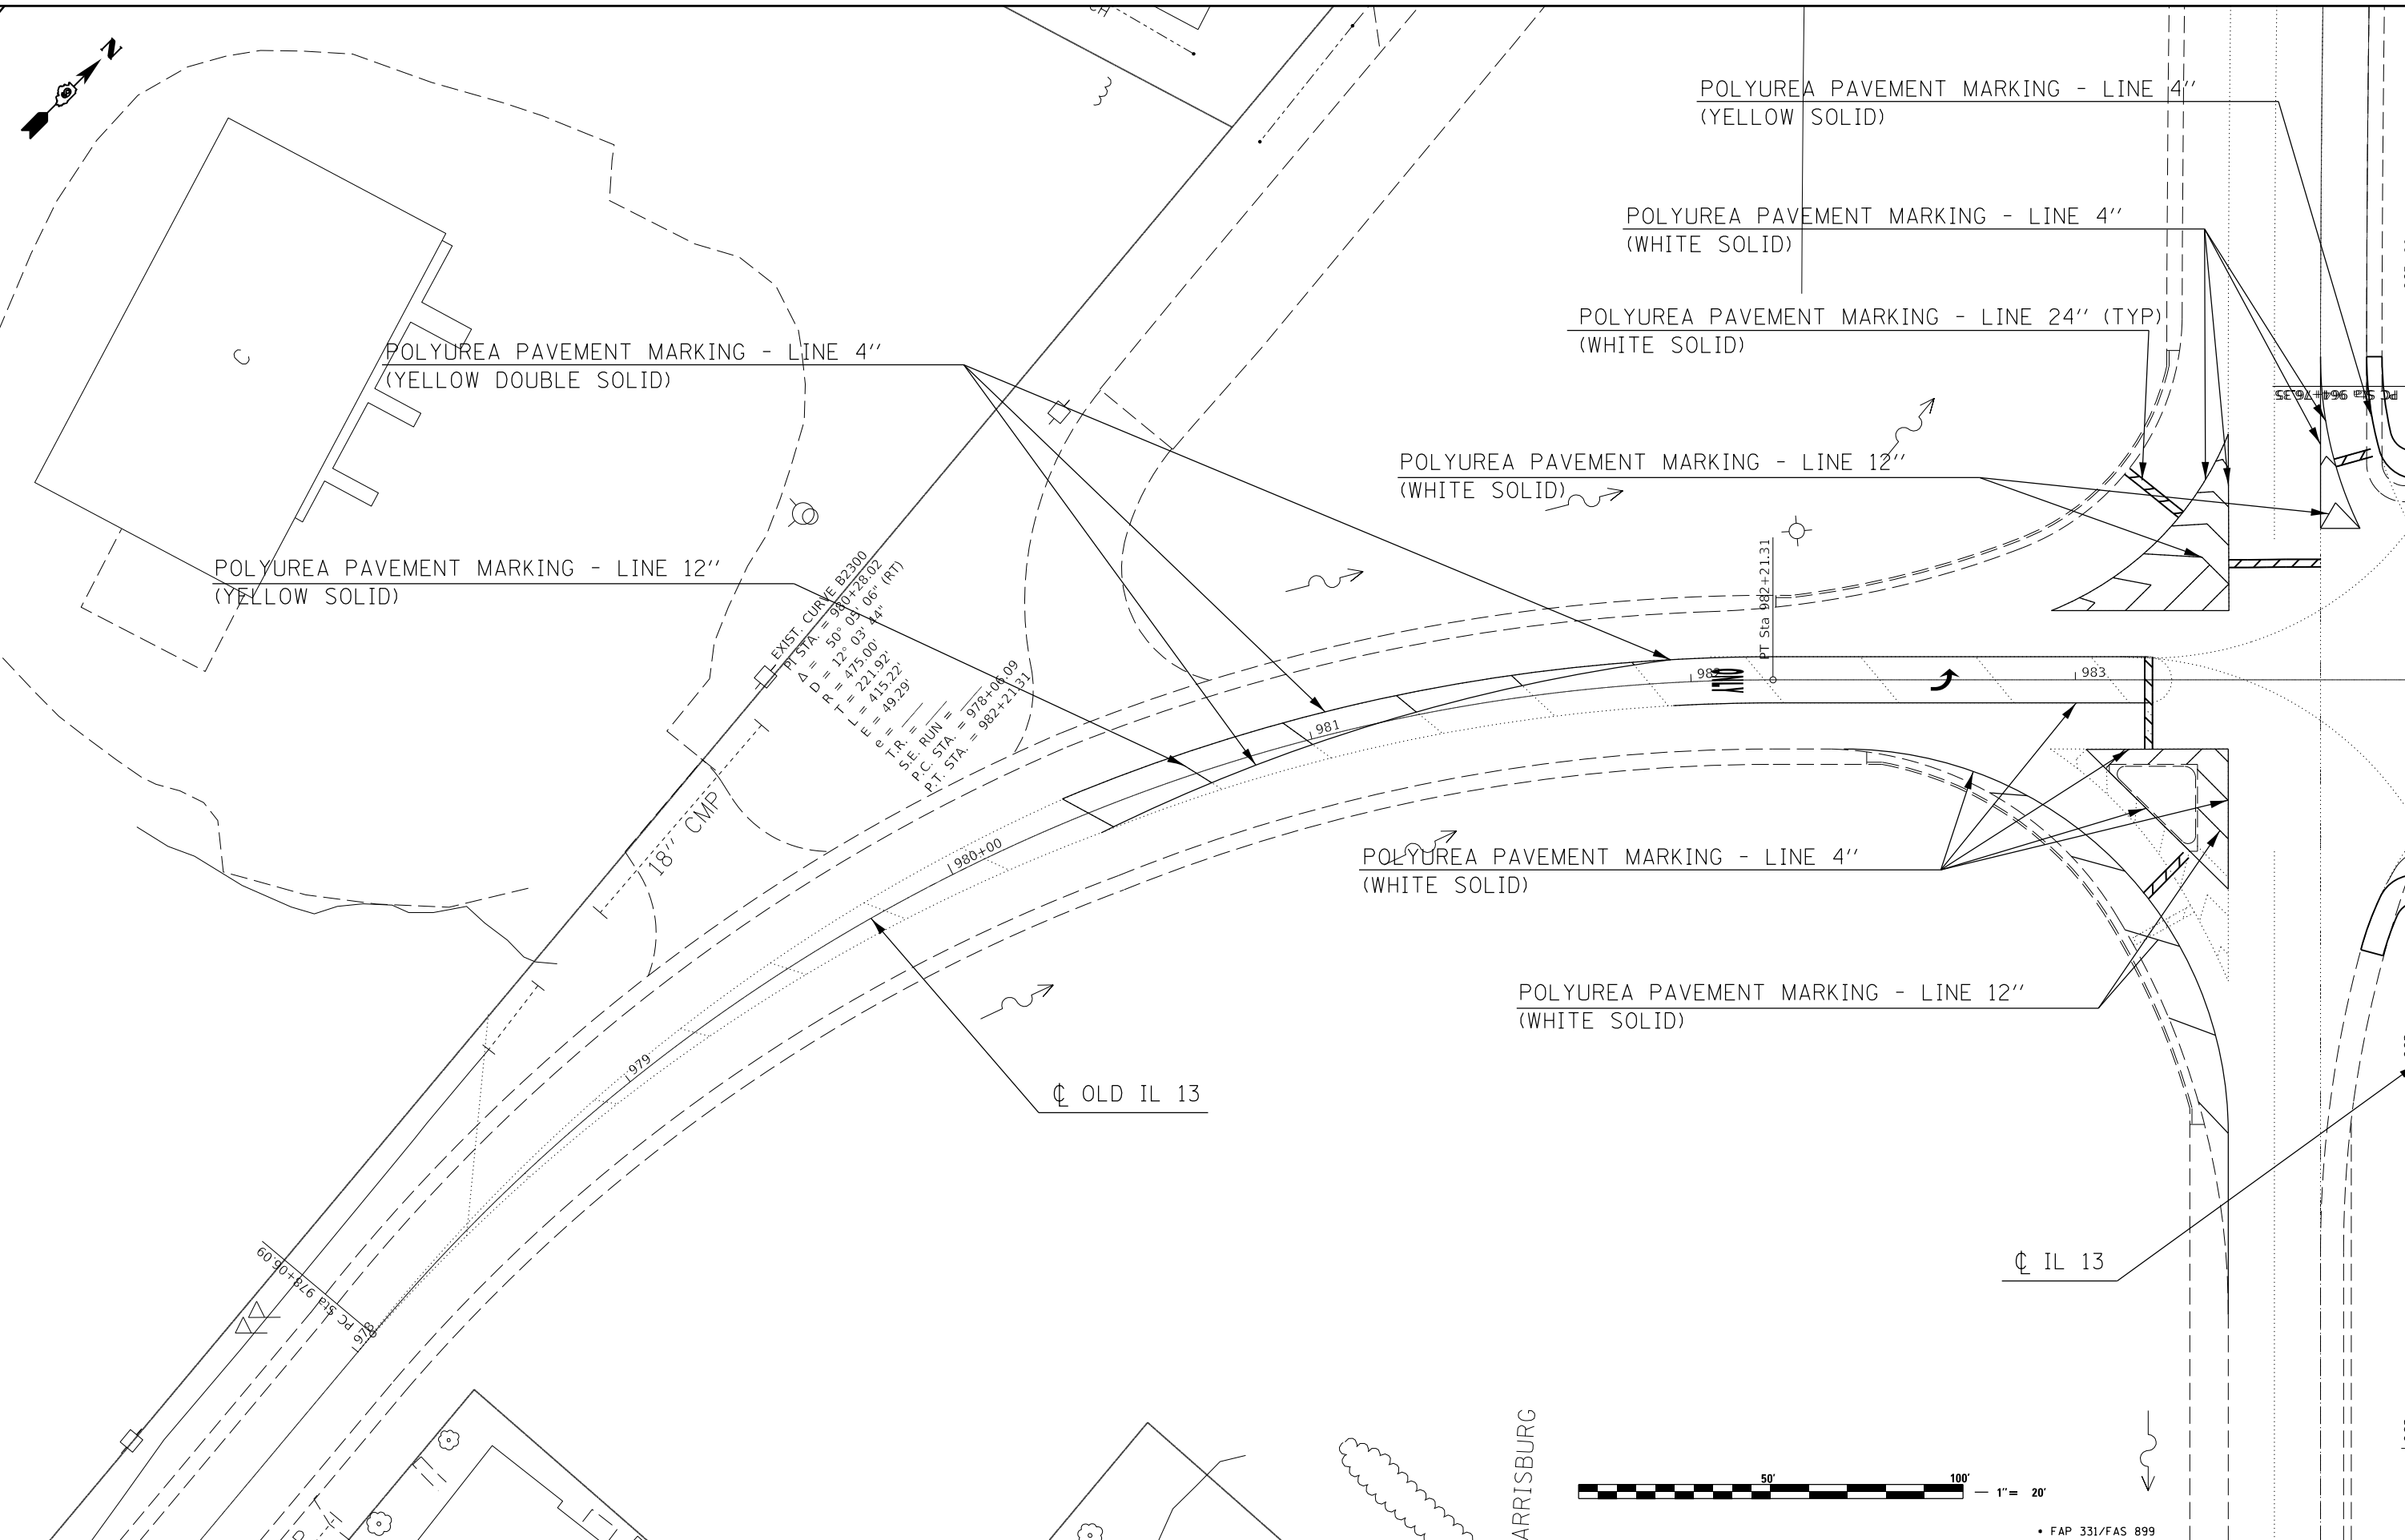 N
CH
POLYUREA PAVEMENT MARKING - LINE 4''
(YELLOW SOLID)
POLYUREA PAVEMENT MARKING - LINE 4''
(WHITE SOLID)
POLYUREA PAVEMENT MARKING - LINE 24'' (TYP)
(WHITE SOLID)
C
POLYUREA PAVEMENT MARKING - LINE 4''
(YELLOW DOUBLE SOLID)
PC Sta 964+76.35
POLYUREA PAVEMENT MARKING - LINE 12''
(WHITE SOLID)
POLYUREA PAVEMENT MARKING - LINE 12''
(YELLOW SOLID)
EXIST. CURVE B2300
PI STA. = 980+28.02
Δ = 50° 05' 06" (RT)
D = 12° 03' 44"
R = 475.00'
T = 221.92'
L = 415.22'
E = 49.29'
e =
T.R. =
S.E. RUN =
P.C. STA. = 978+06.09
P.T. STA. = 982+21.31
PT Sta 982+21.31
982
ONLY
983
981
18'' CMP
980+00
POLYUREA PAVEMENT MARKING - LINE 4''
(WHITE SOLID)
POLYUREA PAVEMENT MARKING - LINE 12''
(WHITE SOLID)
979
℄ OLD IL 13
℄ IL 13
PC Sta 978+06.09
978
ARRISBURG
50'
100'
1"= 20'
* FAP 331/FAS 899